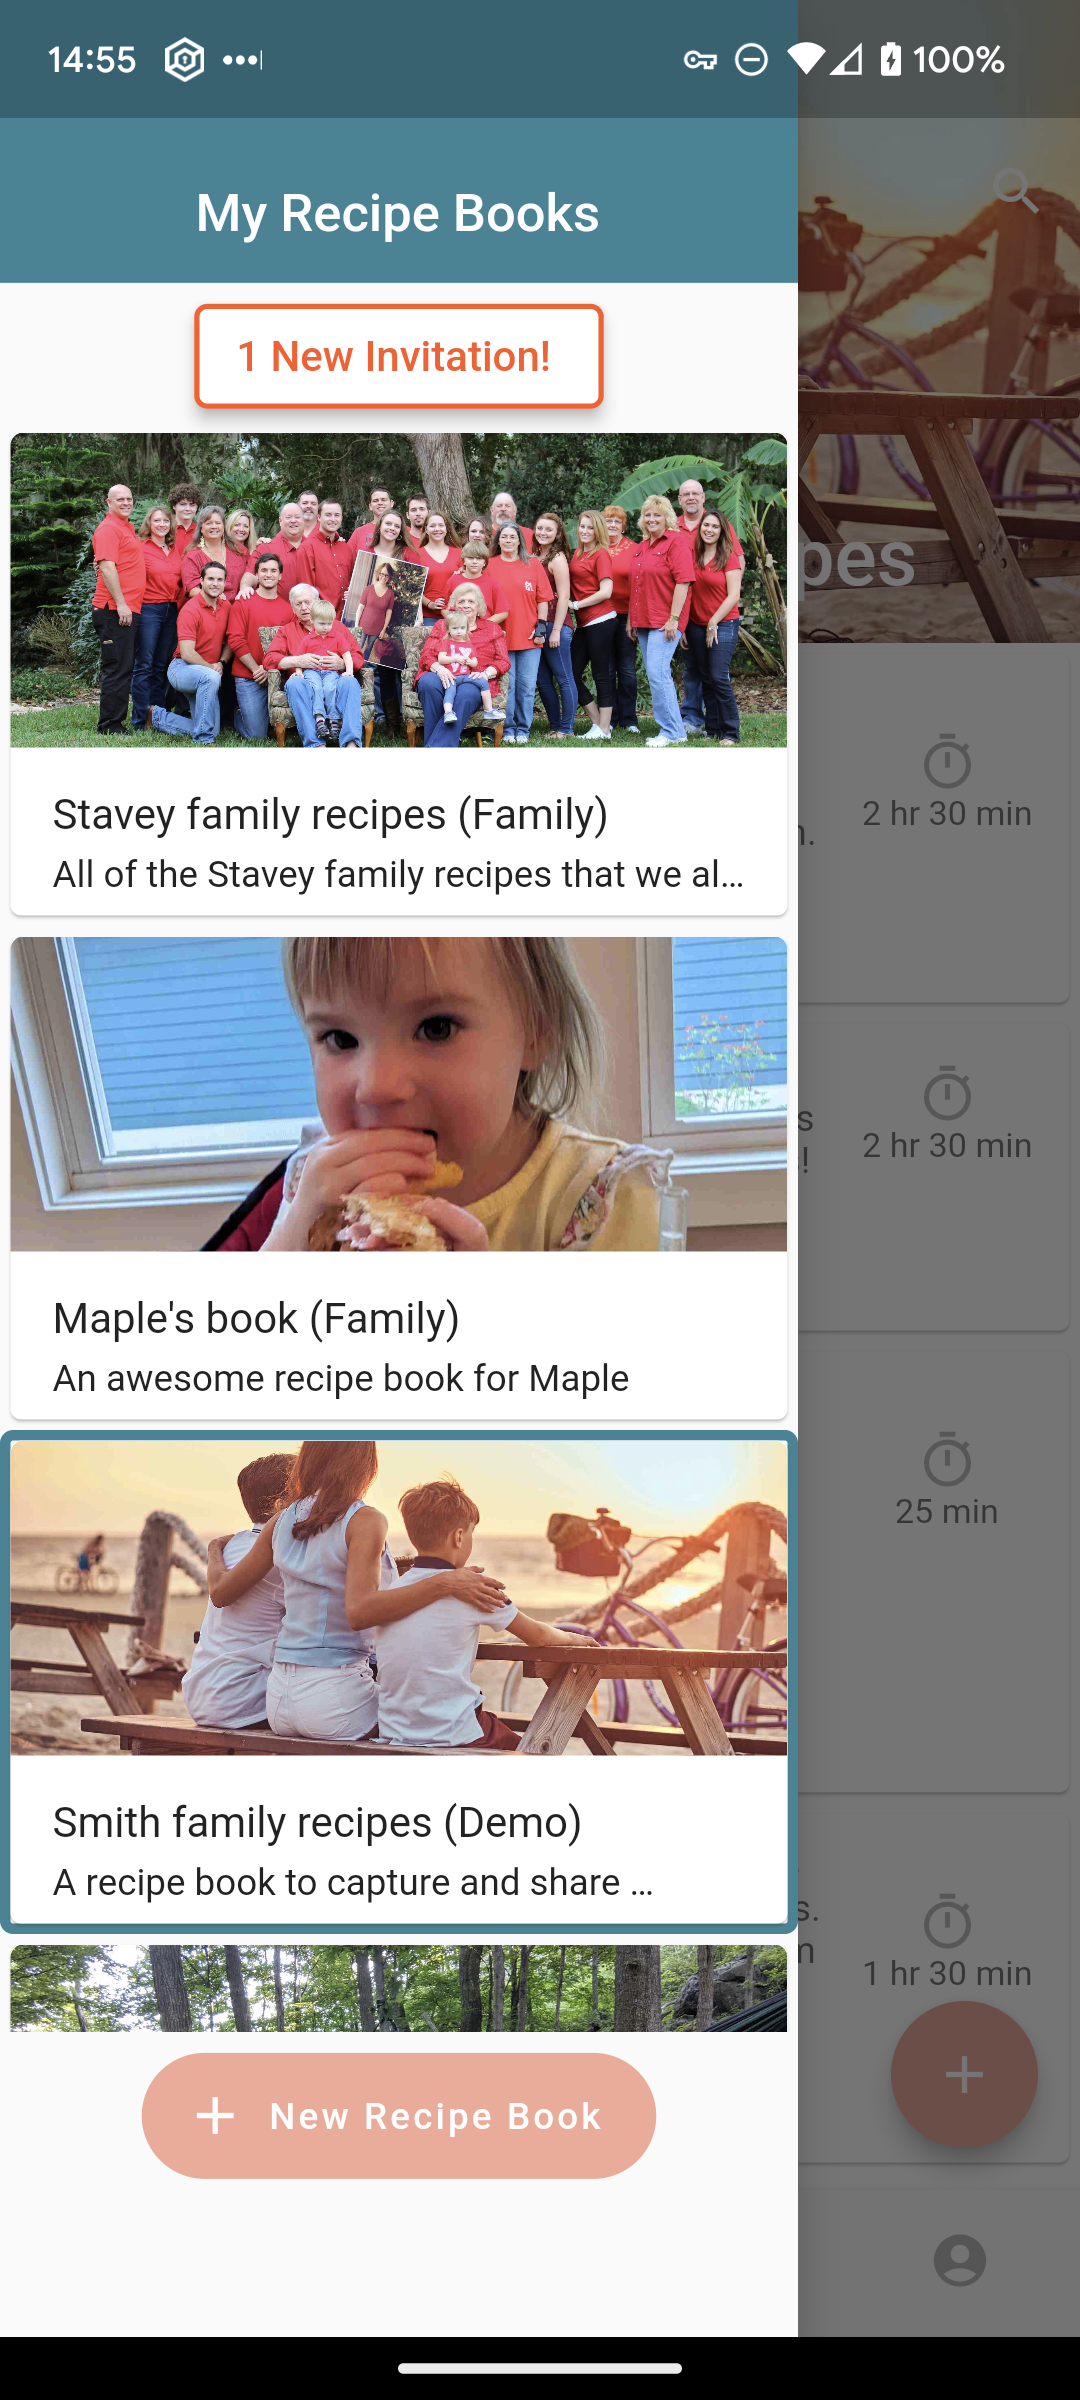 14:55
100%
My Recipe Books
1 New Invitation!
pes
Stavey family recipes (Family)
All of the Stavey family recipes that we al…
2 hr 30 min
Maple's book (Family)
An awesome recipe book for Maple
s
!
2 hr 30 min
Smith family recipes (Demo)
A recipe book to capture and share …
25 min
s.
m
1 hr 30 min
+ New Recipe Book
+